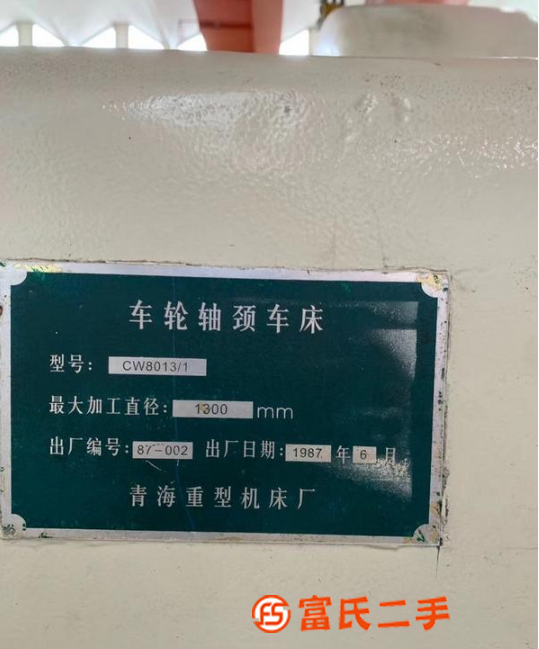 车轮轴颈车床
型号: CW8013/1
最大加工直径: 1300 mm
出厂编号: 87-002 出厂日期: 1987 年 6 月
青海重型机床厂
FS 富氏二手